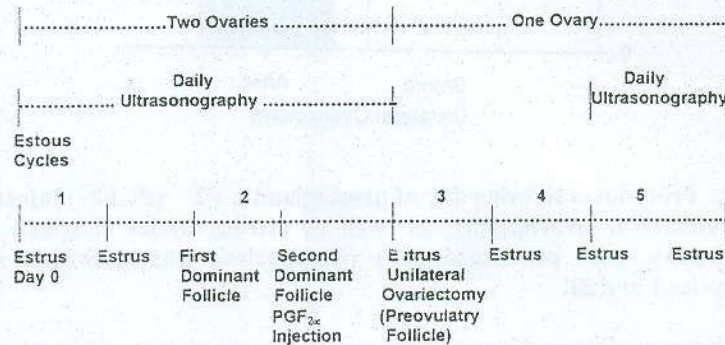 Two Ovaries
One Ovary
Daily
Ultrasonography
Daily
Ultrasonography
Estous
Cycles
1
2
3
4
5
Estrus
Day 0
Estrus
First
Dominant
Follicle
Second
Dominant
Follicle
PGF2α
Injection
Estrus
Unilateral
Ovariectomy
(Preovulatry
Follicle)
Estrus
Estrus
Estrus